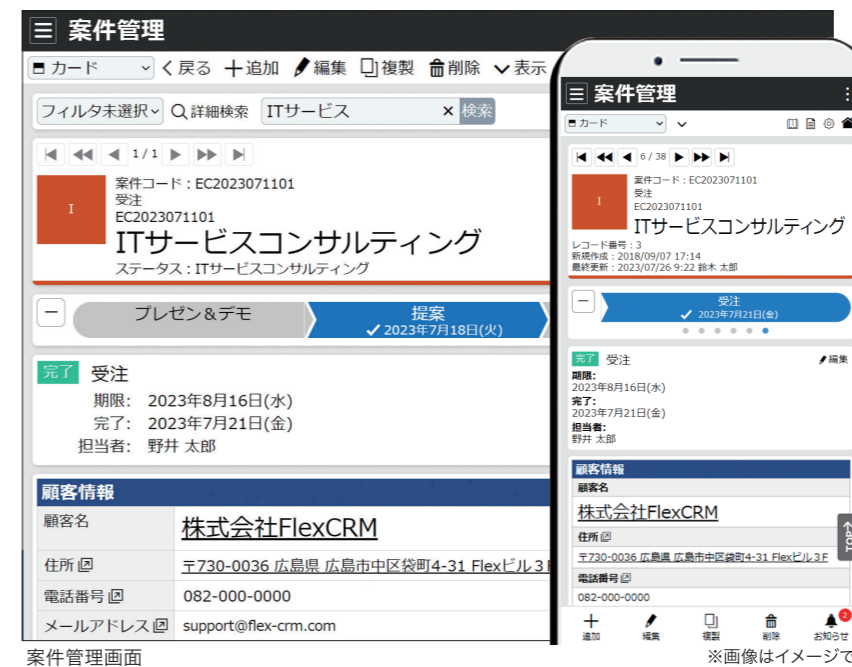 案件管理
カード
戻る 追加 編集 複製 削除 表示
フィルタ未選択 詳細検索 ITサービス × 検索
1 / 1
I
案件コード : EC2023071101
受注
EC2023071101
ITサービスコンサルティング
ステータス : ITサービスコンサルティング
プレゼン&デモ
提案
2023年7月18日(火)
完了 受注
期限: 2023年8月16日(水)
完了: 2023年7月21日(金)
担当者: 野井 太郎
顧客情報
顧客名 株式会社FlexCRM
住所 〒730-0036 広島県 広島市中区袋町4-31 Flexビル3
電話番号 082-000-0000
メールアドレス support@flex-crm.com
案件管理画面
案件管理
カード
6 / 38
I
案件コード : EC2023071101
受注
EC2023071101
ITサービスコンサルティング
レコード番号 : 3
新規作成 : 2018/09/07 17:14
最終更新 : 2023/07/26 9:22 鈴木 太郎
受注
2023年7月21日(金)
完了 受注 編集
期限:
2023年8月16日(水)
完了:
2023年7月21日(金)
担当者:
野井 太郎
顧客情報
顧客名
株式会社FlexCRM
住所
〒730-0036 広島県 広島市中区袋町4-31 Flexビル3F
電話番号
082-000-0000
TOPへ
追加 編集 複製 削除 お知らせ
2
※画像はイメージで